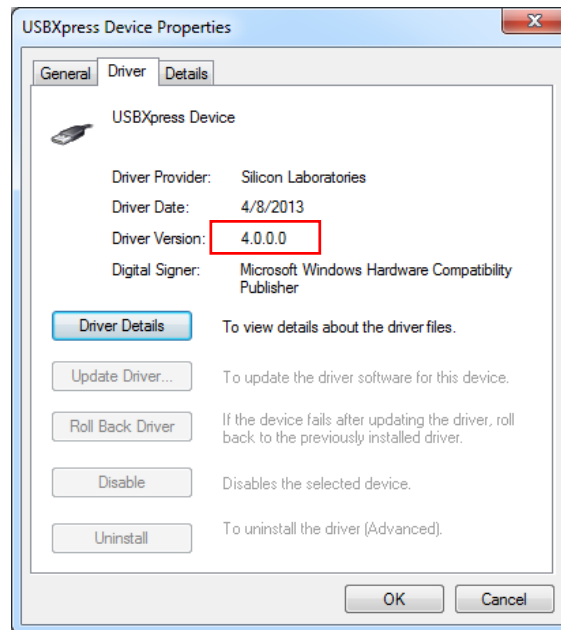 USBXpress Device Properties
General Driver Details
USBXpress Device
Driver Provider: Silicon Laboratories
Driver Date: 4/8/2013
Driver Version: 4.0.0.0
Digital Signer: Microsoft Windows Hardware Compatibility
Publisher
Driver Details To view details about the driver files.
Update Driver... To update the driver software for this device.
Roll Back Driver If the device fails after updating the driver, roll
back to the previously installed driver.
Disable Disables the selected device.
Uninstall To uninstall the driver (Advanced).
OK Cancel